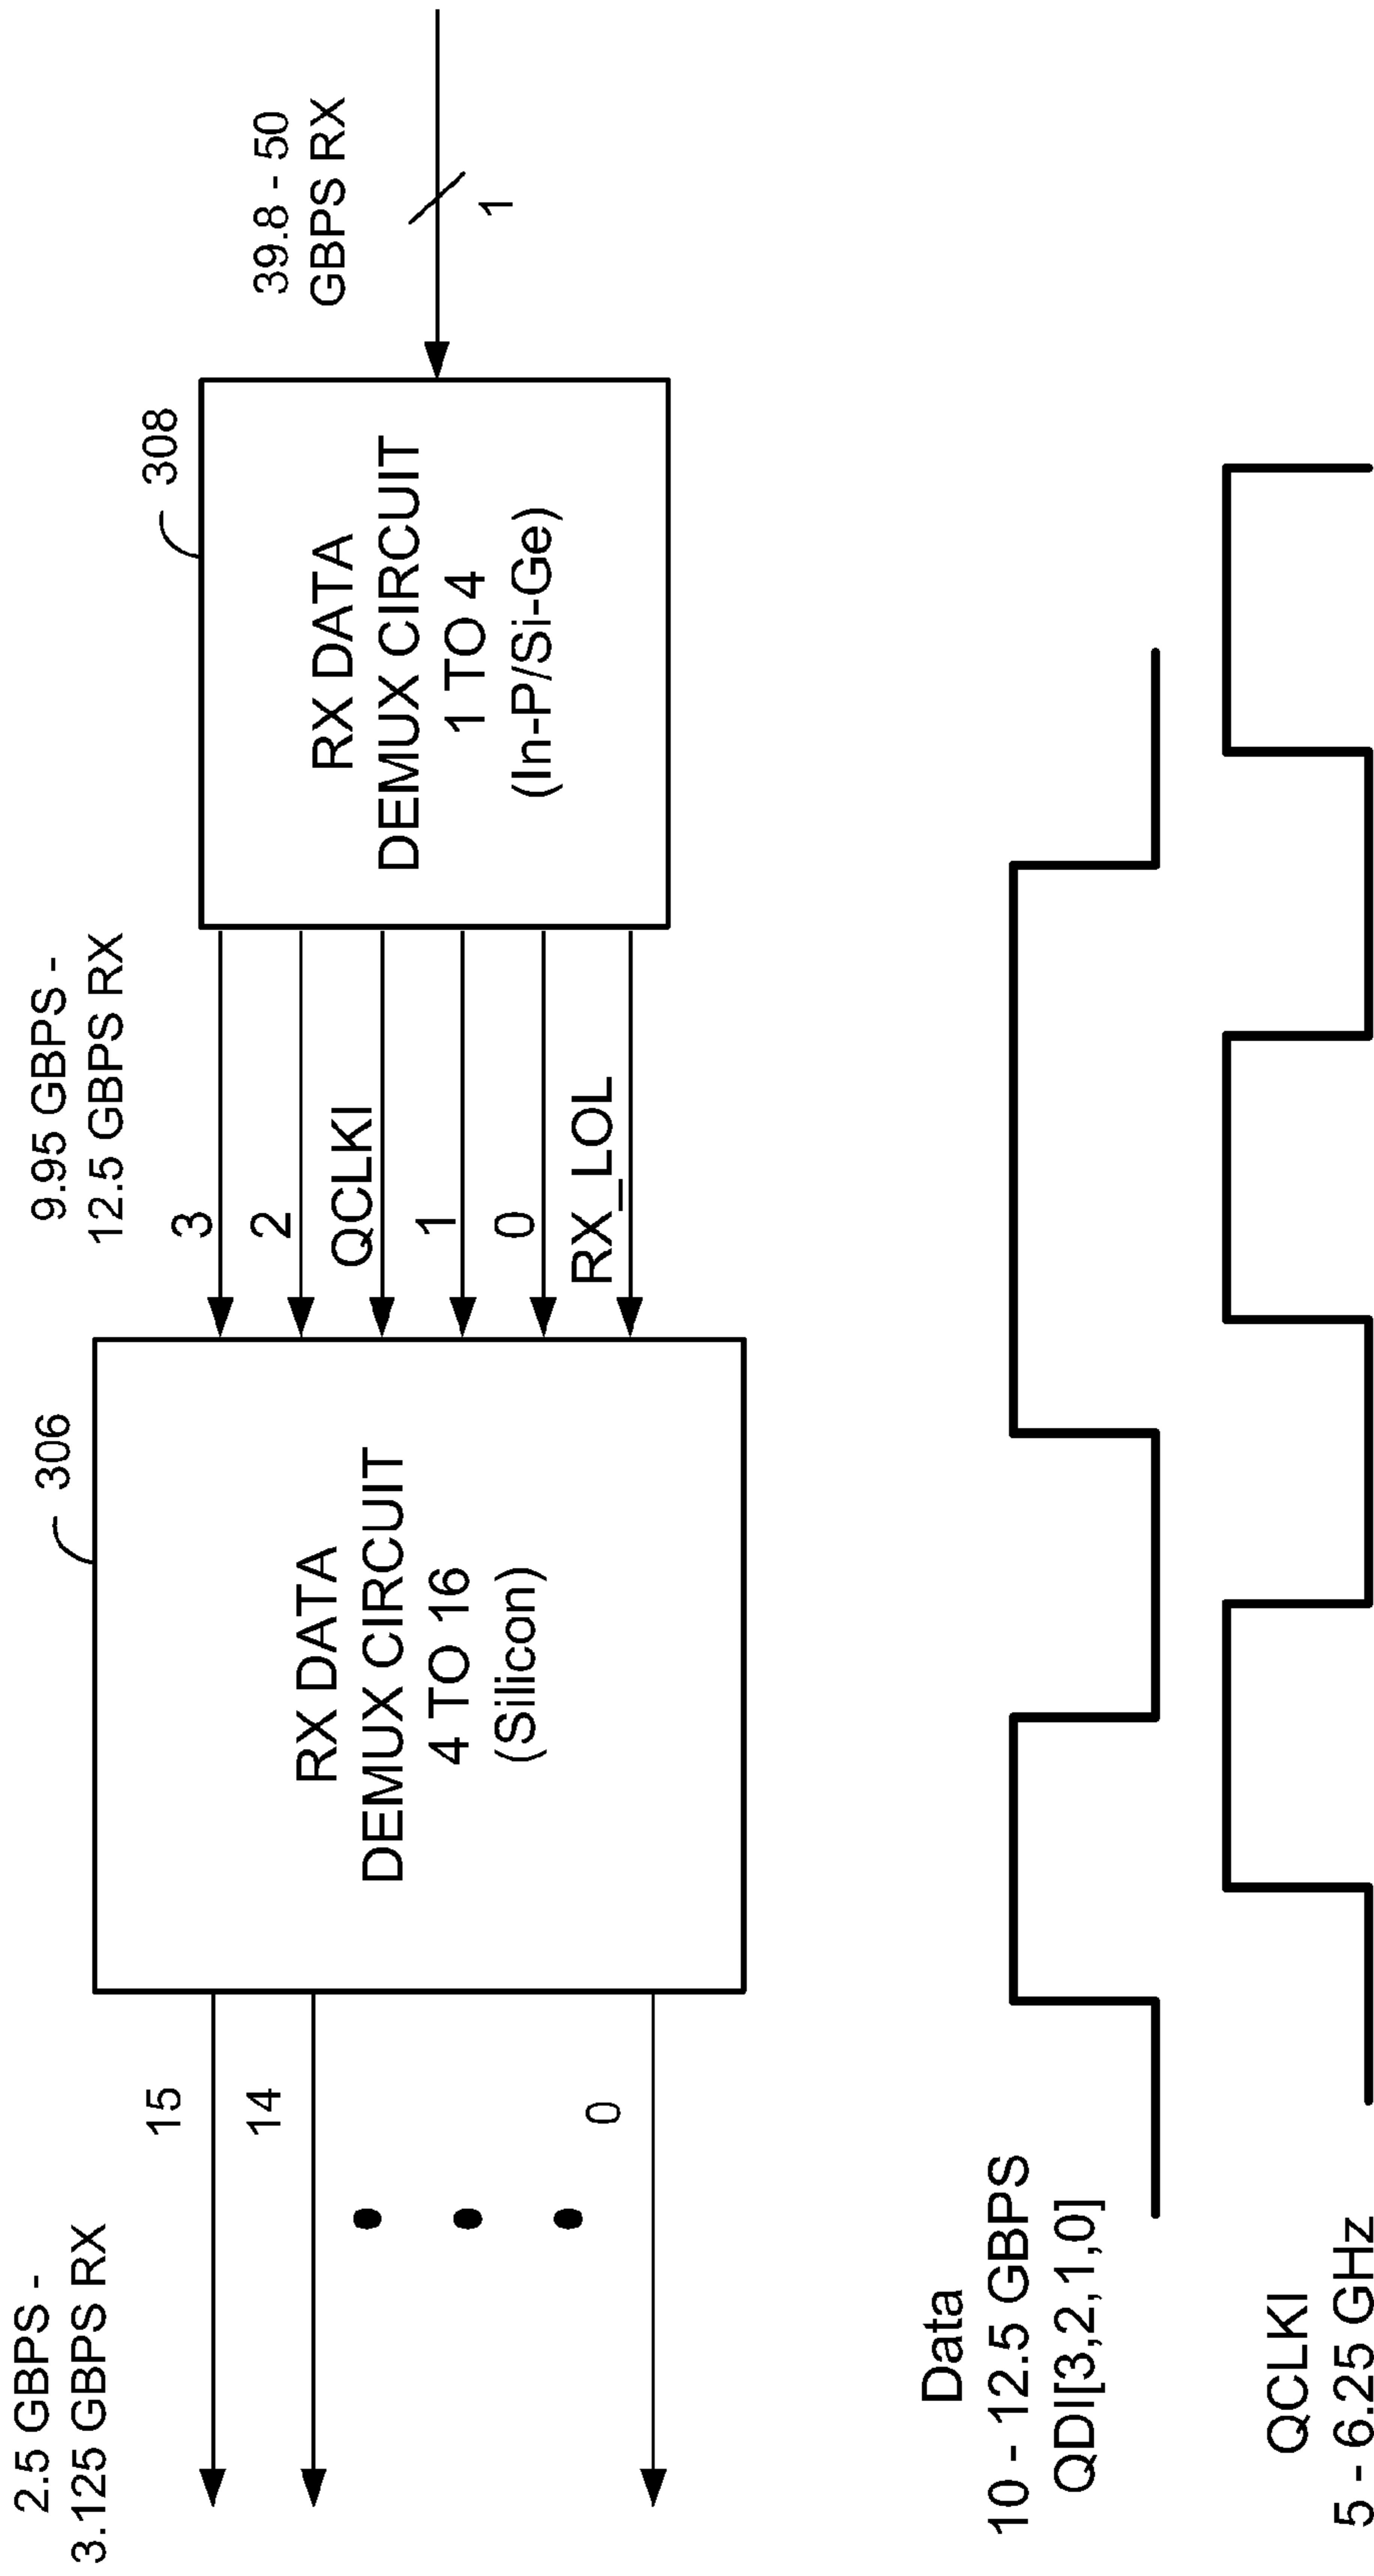 2.5 GBPS -
3.125 GBPS RX
15
14
0
306
RX DATA
DEMUX CIRCUIT
4 TO 16
(Silicon)
9.95 GBPS -
12.5 GBPS RX
3
2
QCLKI
1
0
RX_LOL
308
RX DATA
DEMUX CIRCUIT
1 TO 4
(In-P/Si-Ge)
39.8 - 50
GBPS RX
1
Data
10 - 12.5 GBPS
QDI[3,2,1,0]
QCLKI
5 - 6.25 GHz